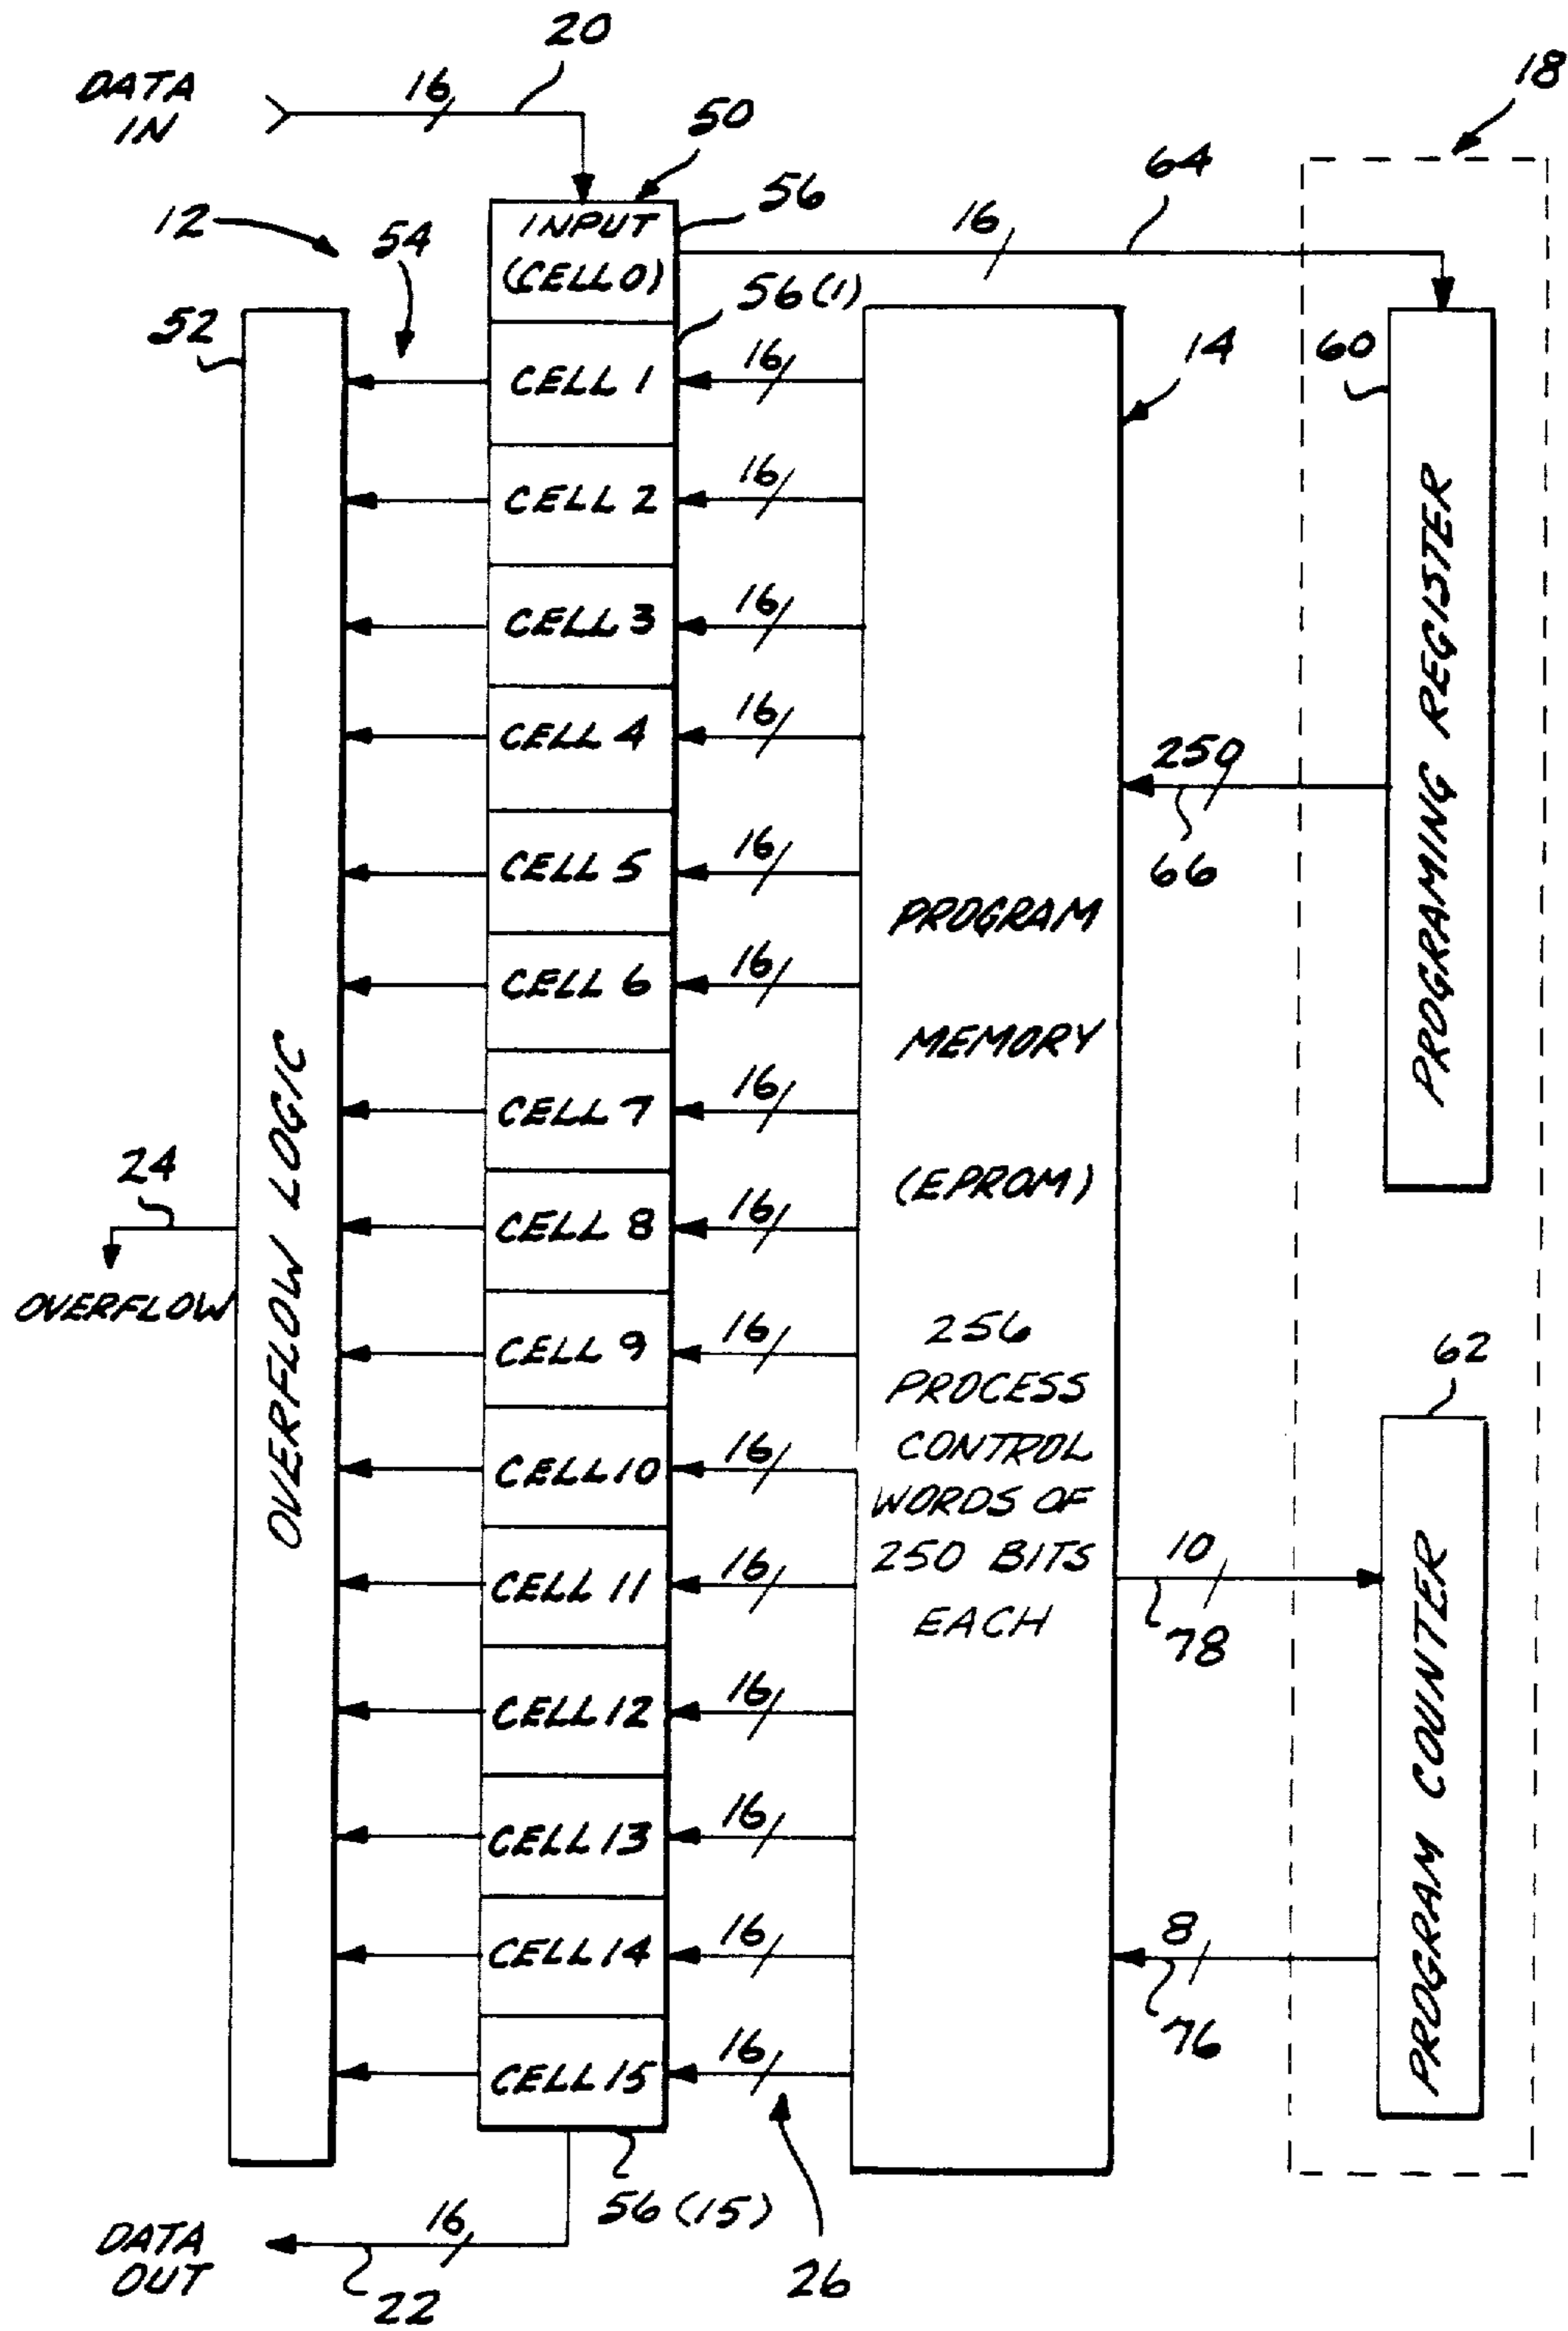 20
DATA
IN
16
50
18
12
54
INPUT
(CELL 0)
56
16
64
56 (1)
52
CELL 1
16
14
60
CELL 2
16
CELL 3
16
CELL 4
16
CELL 5
16
CELL 6
16
CELL 7
16
CELL 8
16
CELL 9
16
CELL 10
16
CELL 11
16
CELL 12
16
CELL 13
16
CELL 14
16
CELL 15
16
OVERFLOW LOGIC
24
OVERFLOW
PROGRAM
MEMORY
(EPROM)
256
PROCESS
CONTROL
WORDS OF
250 BITS
EACH
250
66
PROGRAMING REGISTER
62
10
78
8
76
PROGRAM COUNTER
56 (15)
26
DATA
OUT
16
22